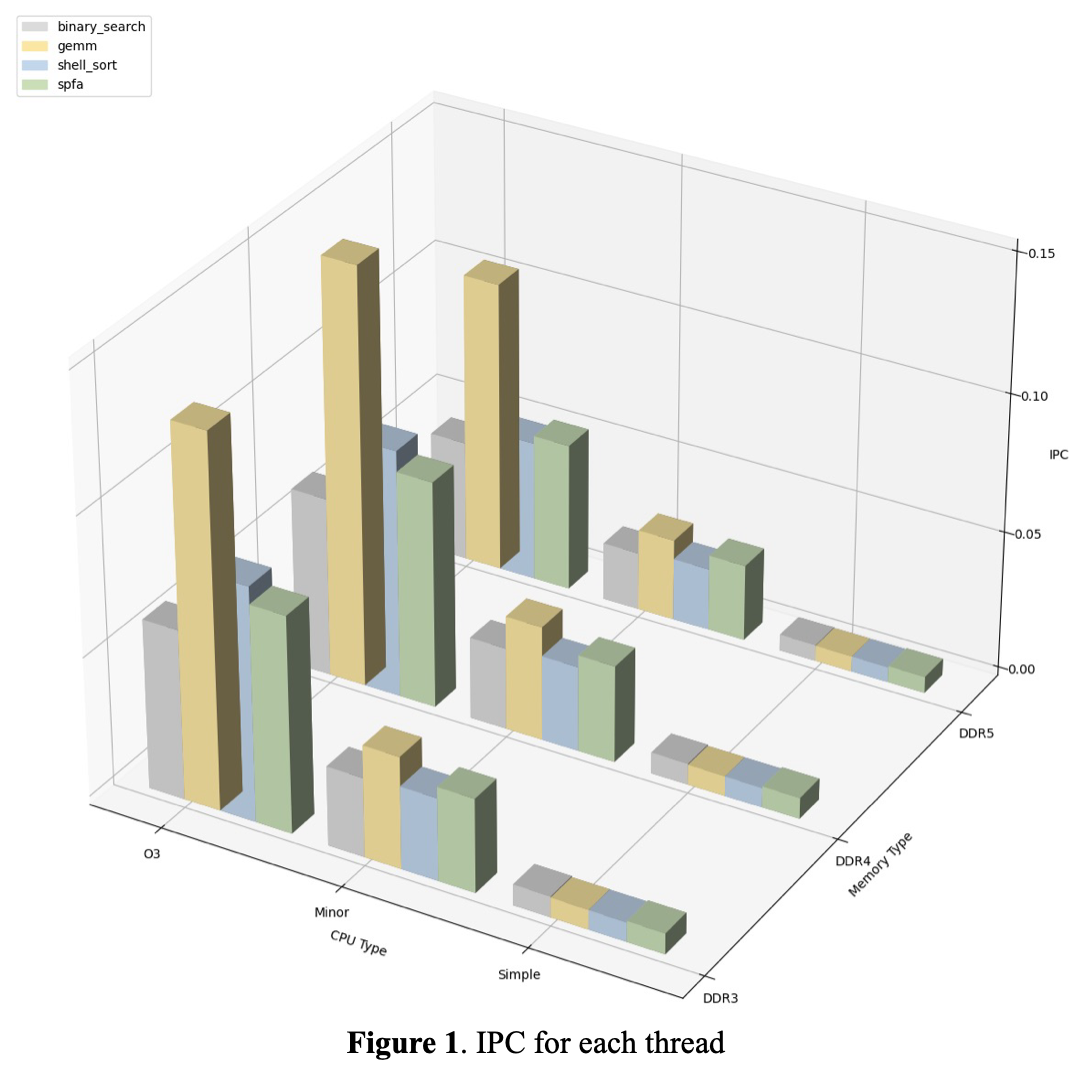 binary_search
gemm
shell_sort
spfa
0.15
0.10
IPC
0.05
0.00
DDR5
DDR4
Memory Type
DDR3
O3
Minor
CPU Type
Simple
Figure 1. IPC for each thread